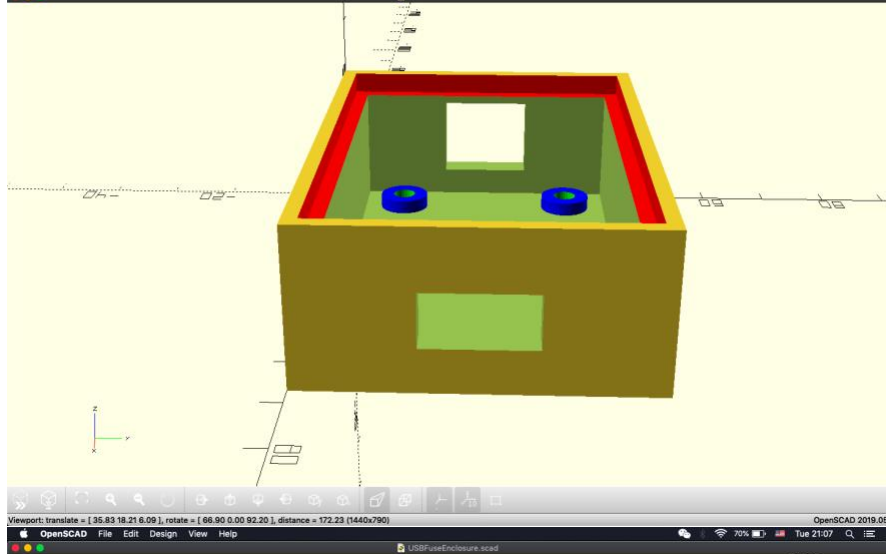 Viewport: translate = [ 35.83 18.21 6.09 ], rotate = [ 66.90 0.00 92.20 ], distance = 172.23 (1440x790)
OpenSCAD 2019.05
OpenSCAD File Edit Design View Help
70% Tue 21:07
USBFuseEnclosure.scad
z
y
x